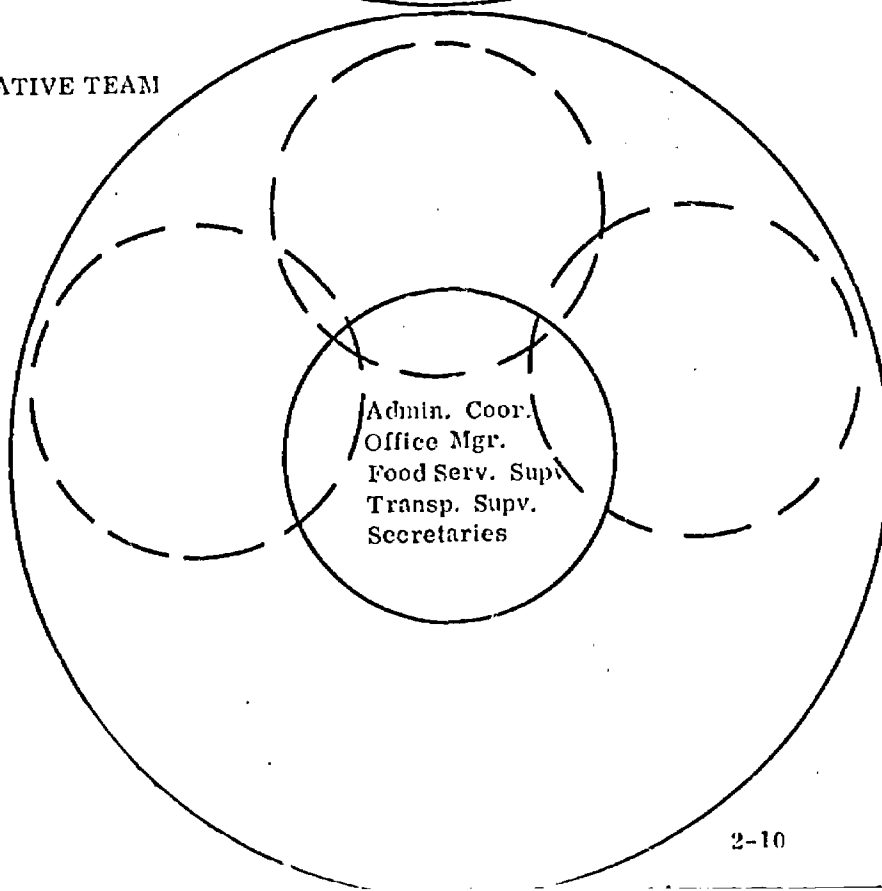 ATIVE TEAM
Admin. Coor.
Office Mgr.
Food Serv. Supv
Transp. Supv.
Secretaries
2-10